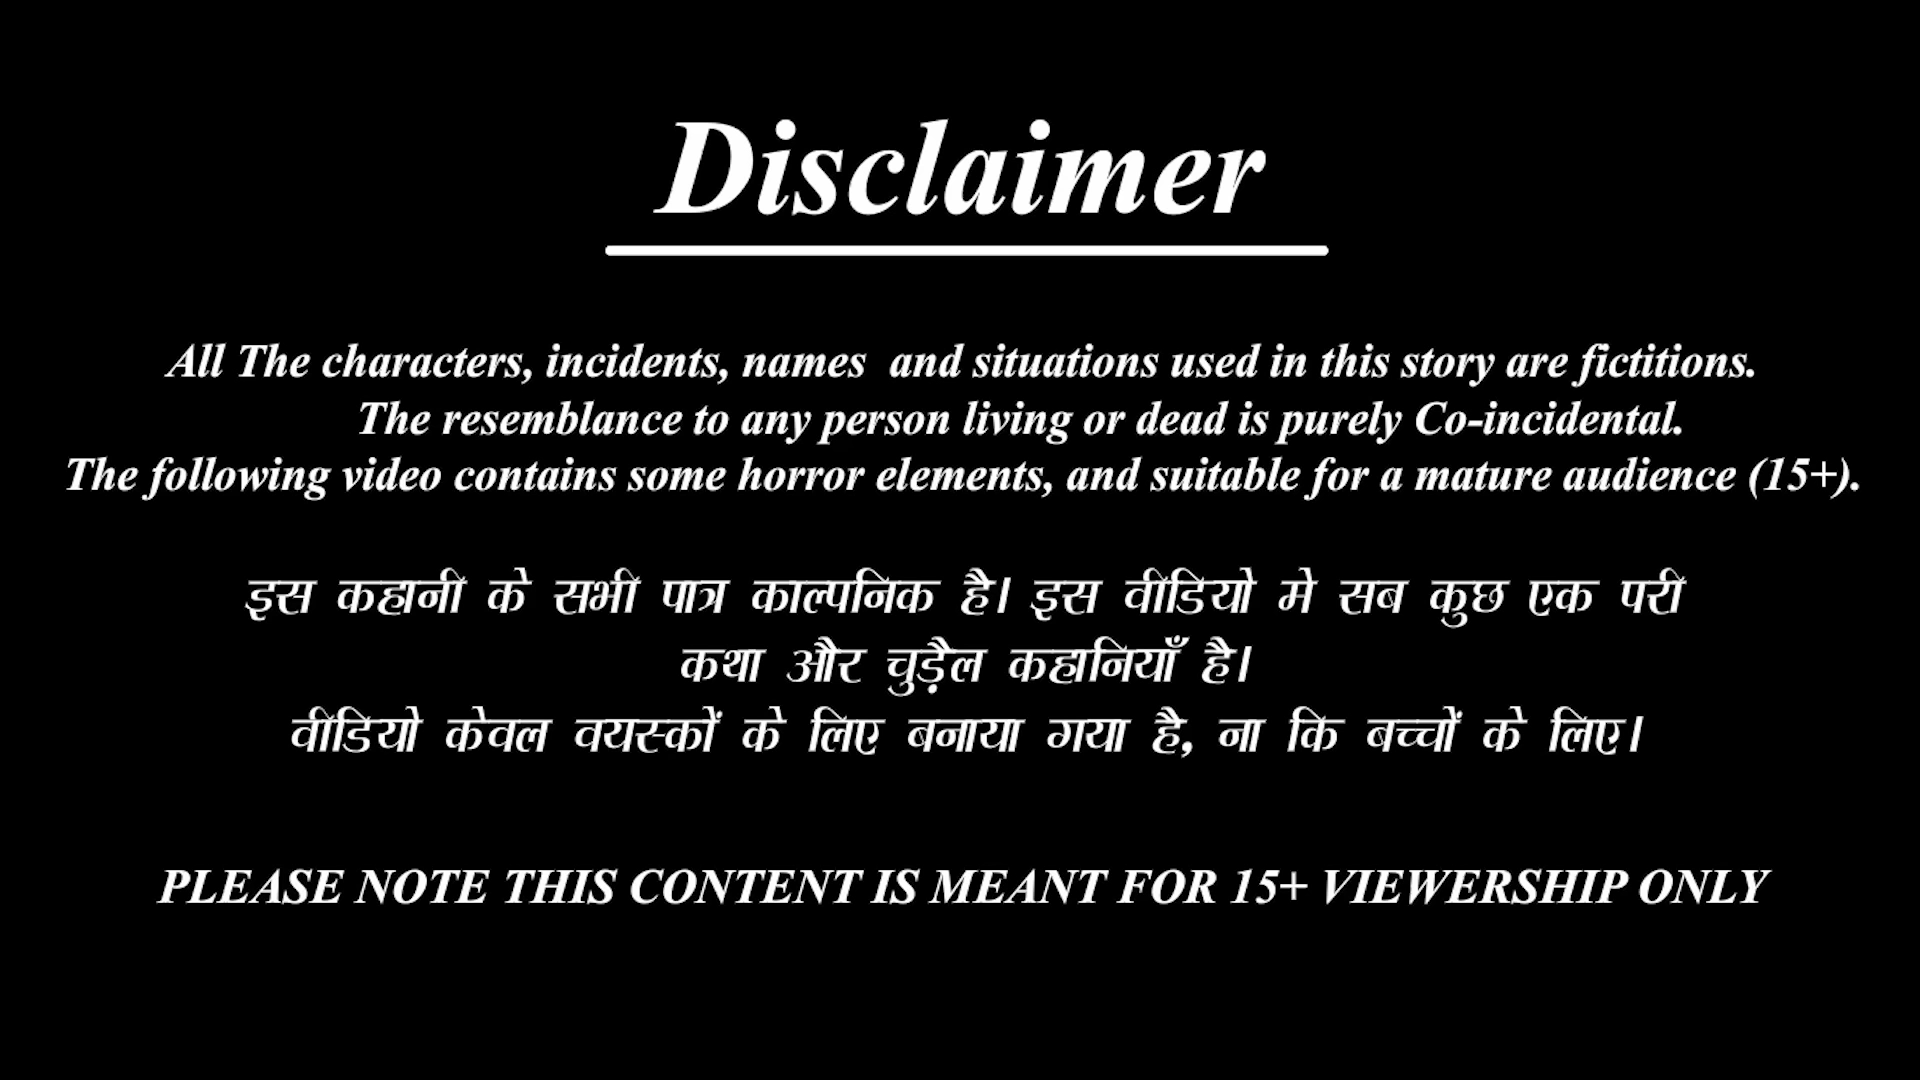 Disclaimer
All The characters, incidents, names and situations used in this story are fictitions.
The resemblance to any person living or dead is purely Co-incidental.
The following video contains some horror elements, and suitable for a mature audience (15+).
इस कहानी के सभी पात्र काल्पनिक है। इस वीडियो मे सब कुछ एक परी
कथा और चुड़ैल कहानियाँ है।
वीडियो केवल वयस्कों के लिए बनाया गया है, ना कि बच्चों के लिए।
PLEASE NOTE THIS CONTENT IS MEANT FOR 15+ VIEWERSHIP ONLY